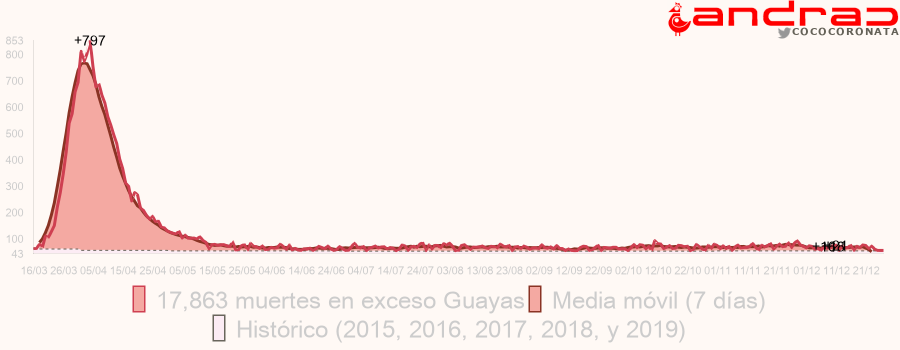 andrac
COCOCORONATA
+797
853
800
700
600
500
400
300
200
100
43
16/03 26/03 05/04 15/04 25/04 05/05 15/05 25/05 04/06 14/06 24/06 04/07 14/07 24/07 03/08 13/08 23/08 02/09 12/09 22/09 02/10 12/10 22/10 01/11 11/11 21/11 01/12 11/12 21/12
17,863 muertes en exceso Guayas Media móvil (7 días)
Histórico (2015, 2016, 2017, 2018, y 2019)